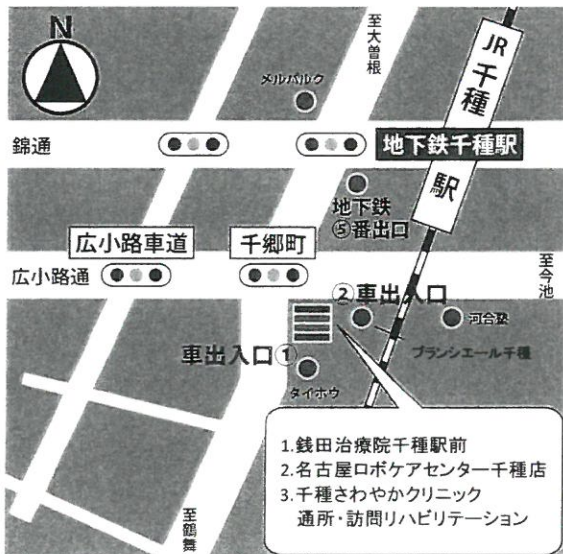 N
至大曽根
JR千種駅
メルパルク
錦通
地下鉄千種駅
地下鉄
⑤番出口
広小路車道
千郷町
広小路通
至今池
②車出入口
河合塾
車出入口①
ブランシエール千種
タイホウ
1.銭田治療院千種駅前
2.名古屋ロボケアセンター千種店
3.千種さわやかクリニック
通所・訪問リハビリテーション
至鶴舞